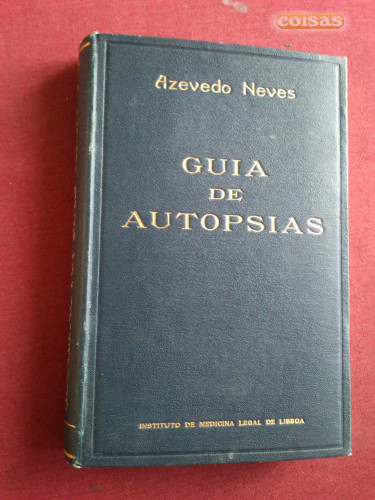 coisas
Azevedo Neves
GUIA
DE
AUTOPSIAS
INSTITUTO DE MEDICINA LEGAL DE LISBOA